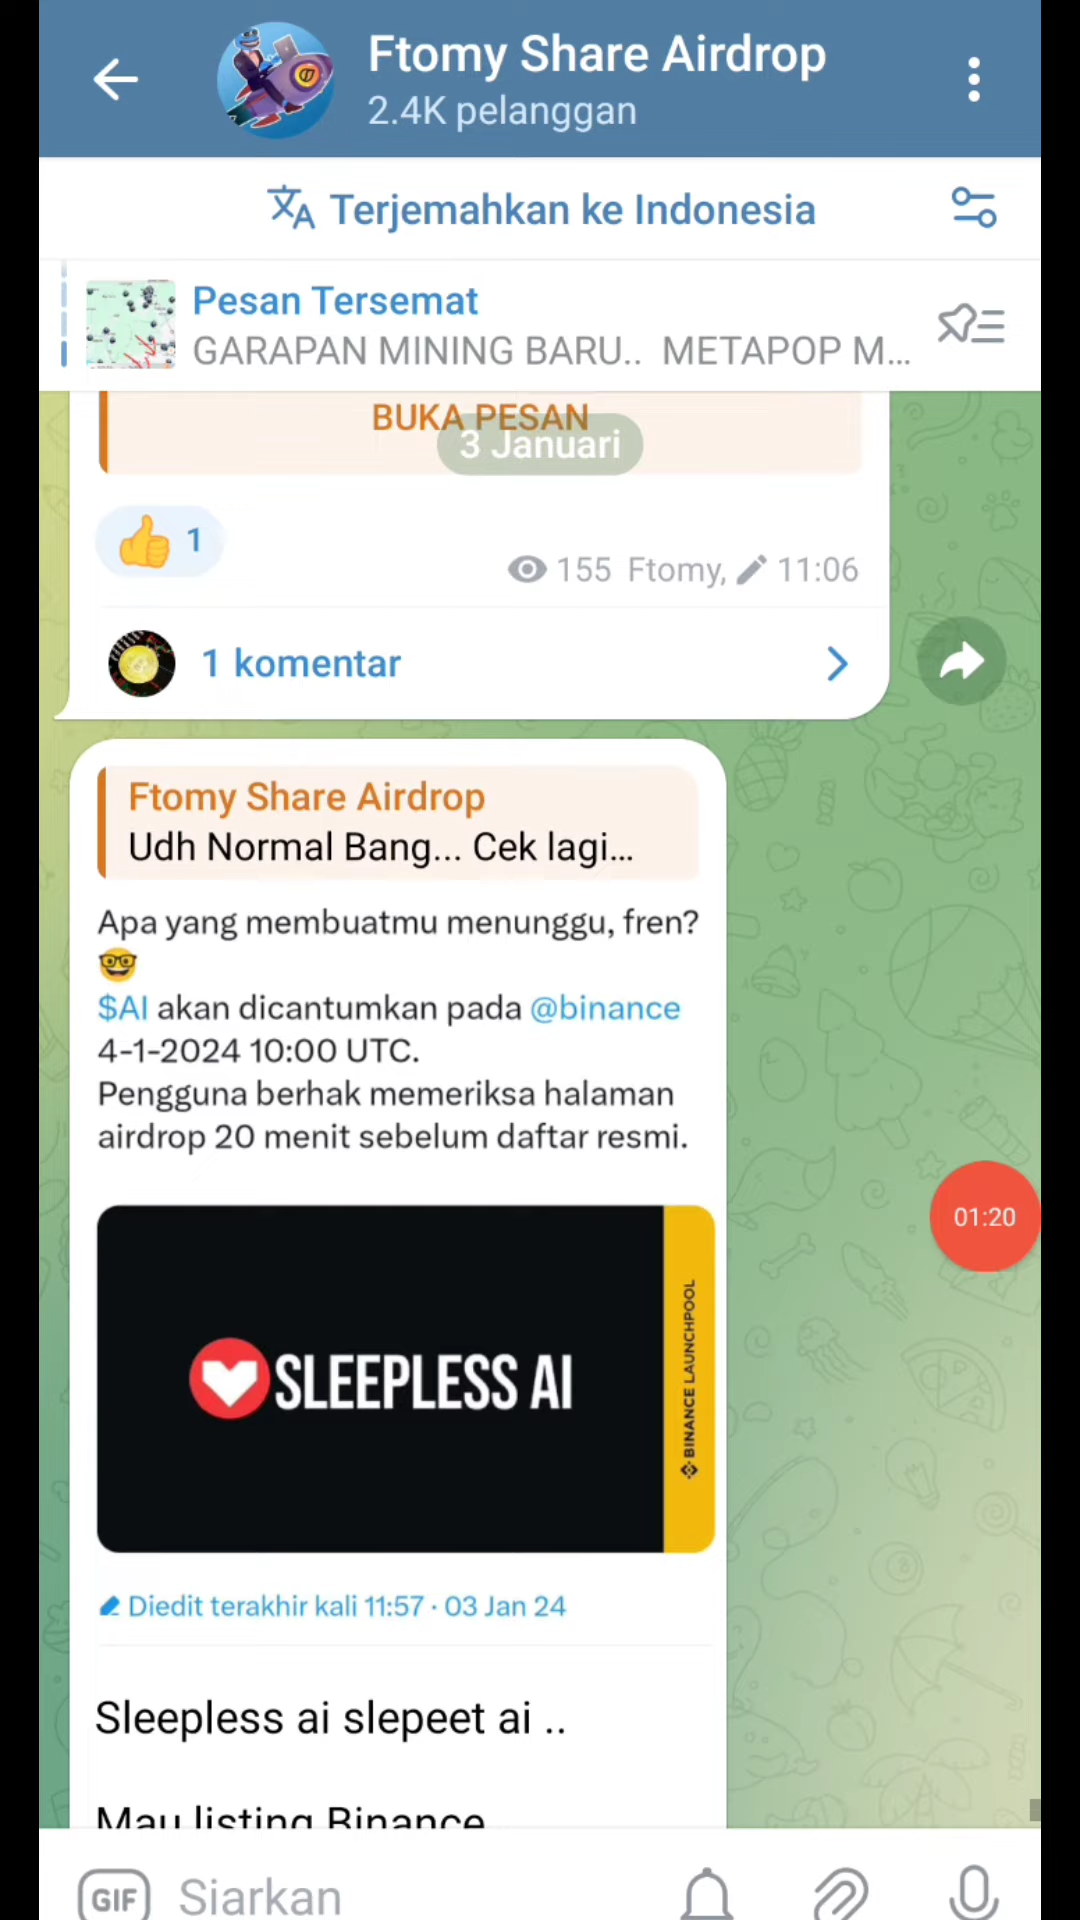 Ftomy Share Airdrop
2.4K pelanggan
Terjemahkan ke Indonesia
Pesan Tersemat
GARAPAN MINING BARU.. METAPOP M...
BUKA PESAN
3 Januari
👍 1
155 Ftomy, 11:06
1 komentar
Ftomy Share Airdrop
Udh Normal Bang... Cek lagi...
Apa yang membuatmu menunggu, fren?
🤓
$AI akan dicantumkan pada @binance
4-1-2024 10:00 UTC.
Pengguna berhak memeriksa halaman
airdrop 20 menit sebelum daftar resmi.
01:20
SLEEPLESS AI
BINANCE LAUNCHPOOL
Diedit terakhir kali 11:57 · 03 Jan 24
Sleepless ai slepeet ai ..
Mau listing Binance
GIF Siarkan